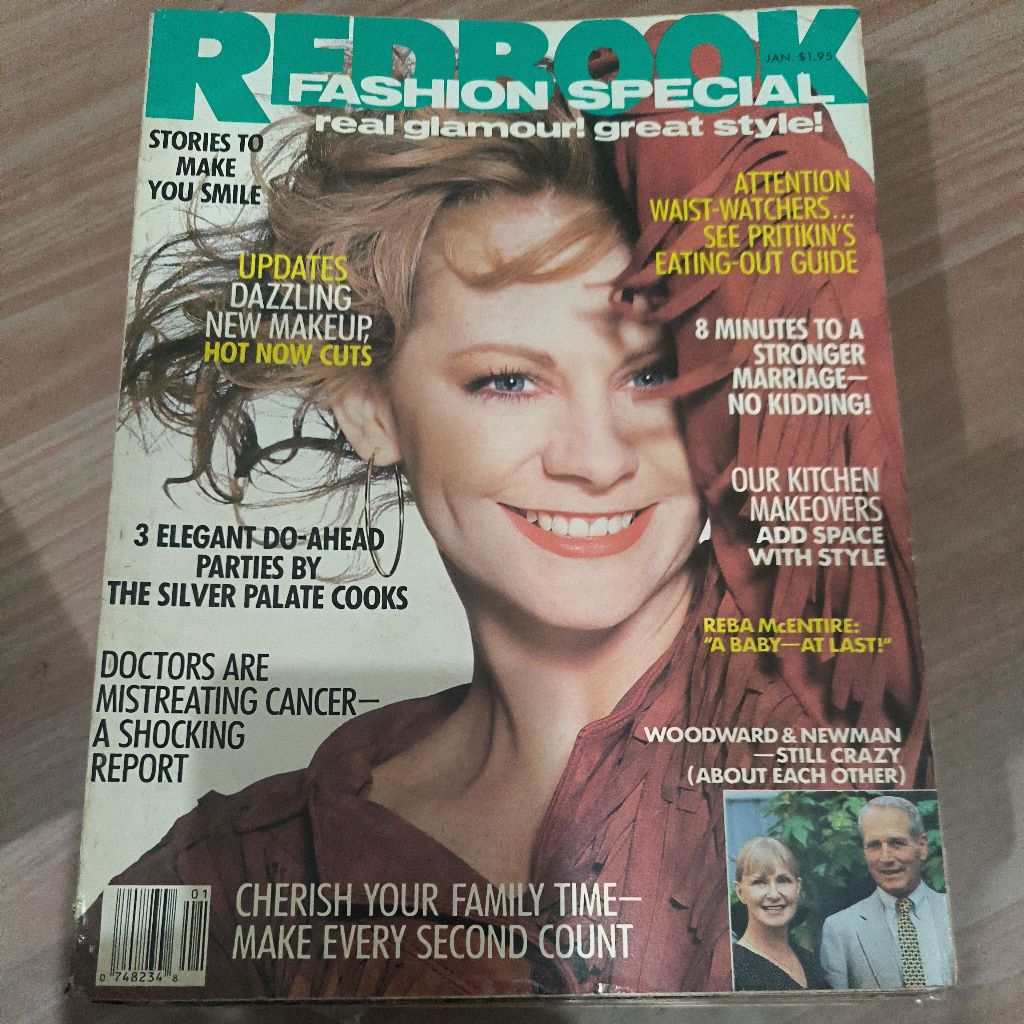 REDBOOK
JAN. $1.95
FASHION SPECIAL
real glamour! great style!
STORIES TO
MAKE
YOU SMILE
ATTENTION
WAIST-WATCHERS...
SEE PRITIKIN'S
EATING-OUT GUIDE
UPDATES
DAZZLING
NEW MAKEUP,
HOT NOW CUTS
8 MINUTES TO A
STRONGER
MARRIAGE—
NO KIDDING!
OUR KITCHEN
MAKEOVERS
ADD SPACE
WITH STYLE
3 ELEGANT DO-AHEAD
PARTIES BY
THE SILVER PALATE COOKS
REBA McENTIRE:
"A BABY—AT LAST!"
DOCTORS ARE
MISTREATING CANCER—
A SHOCKING
REPORT
WOODWARD & NEWMAN
—STILL CRAZY
(ABOUT EACH OTHER)
CHERISH YOUR FAMILY TIME—
MAKE EVERY SECOND COUNT
01
0 748234 8